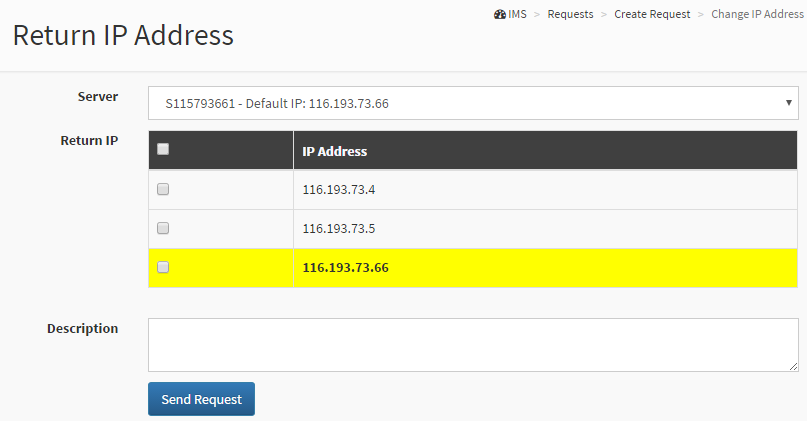 IMS > Requests > Create Request > Change IP Address
Return IP Address
Server
S115793661 - Default IP: 116.193.73.66
Return IP
IP Address
116.193.73.4
116.193.73.5
116.193.73.66
Description
Send Request